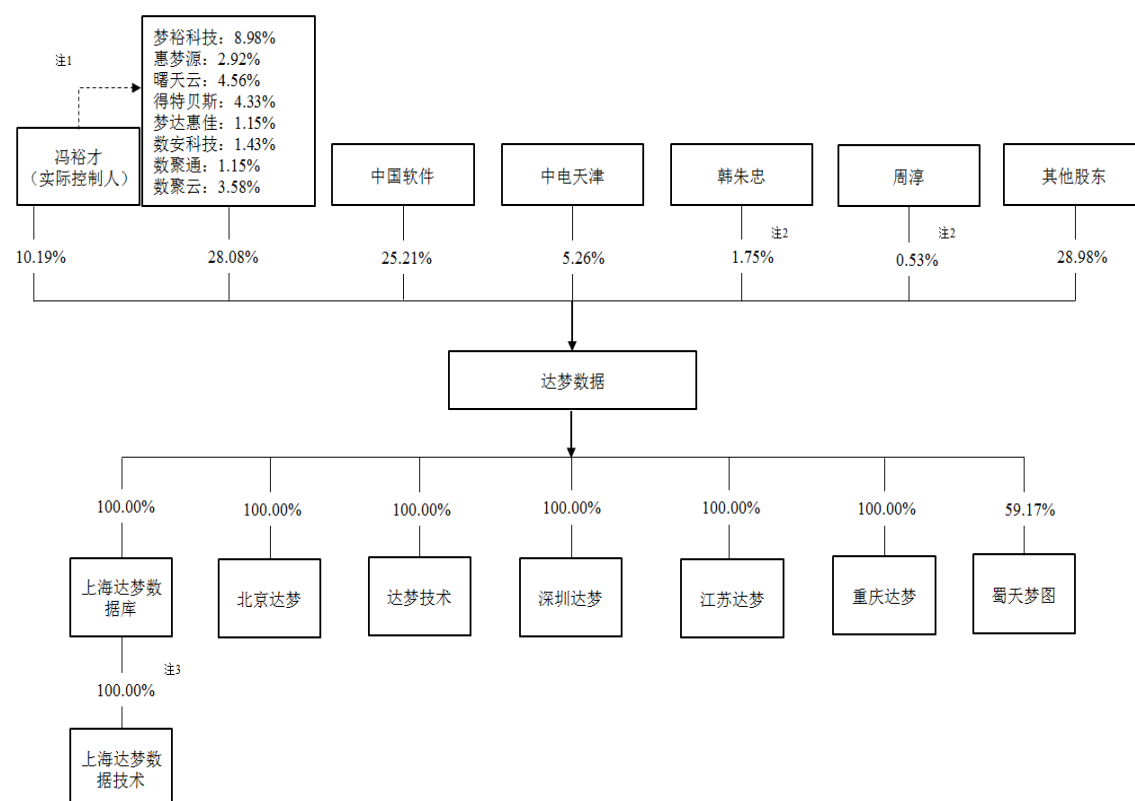 注1
梦裕科技：8.98%
惠梦源：2.92%
曙天云：4.56%
得特贝斯：4.33%
梦达惠佳：1.15%
数安科技：1.43%
数聚通：1.15%
数聚云：3.58%
冯裕才
（实际控制人）
中国软件
中电天津
韩朱忠
周淳
其他股东
注2
注2
10.19%
28.08%
25.21%
5.26%
1.75%
0.53%
28.98%
达梦数据
100.00%
100.00%
100.00%
100.00%
100.00%
100.00%
59.17%
上海达梦数
据库
北京达梦
达梦技术
深圳达梦
江苏达梦
重庆达梦
蜀天梦图
注3
100.00%
上海达梦数
据技术